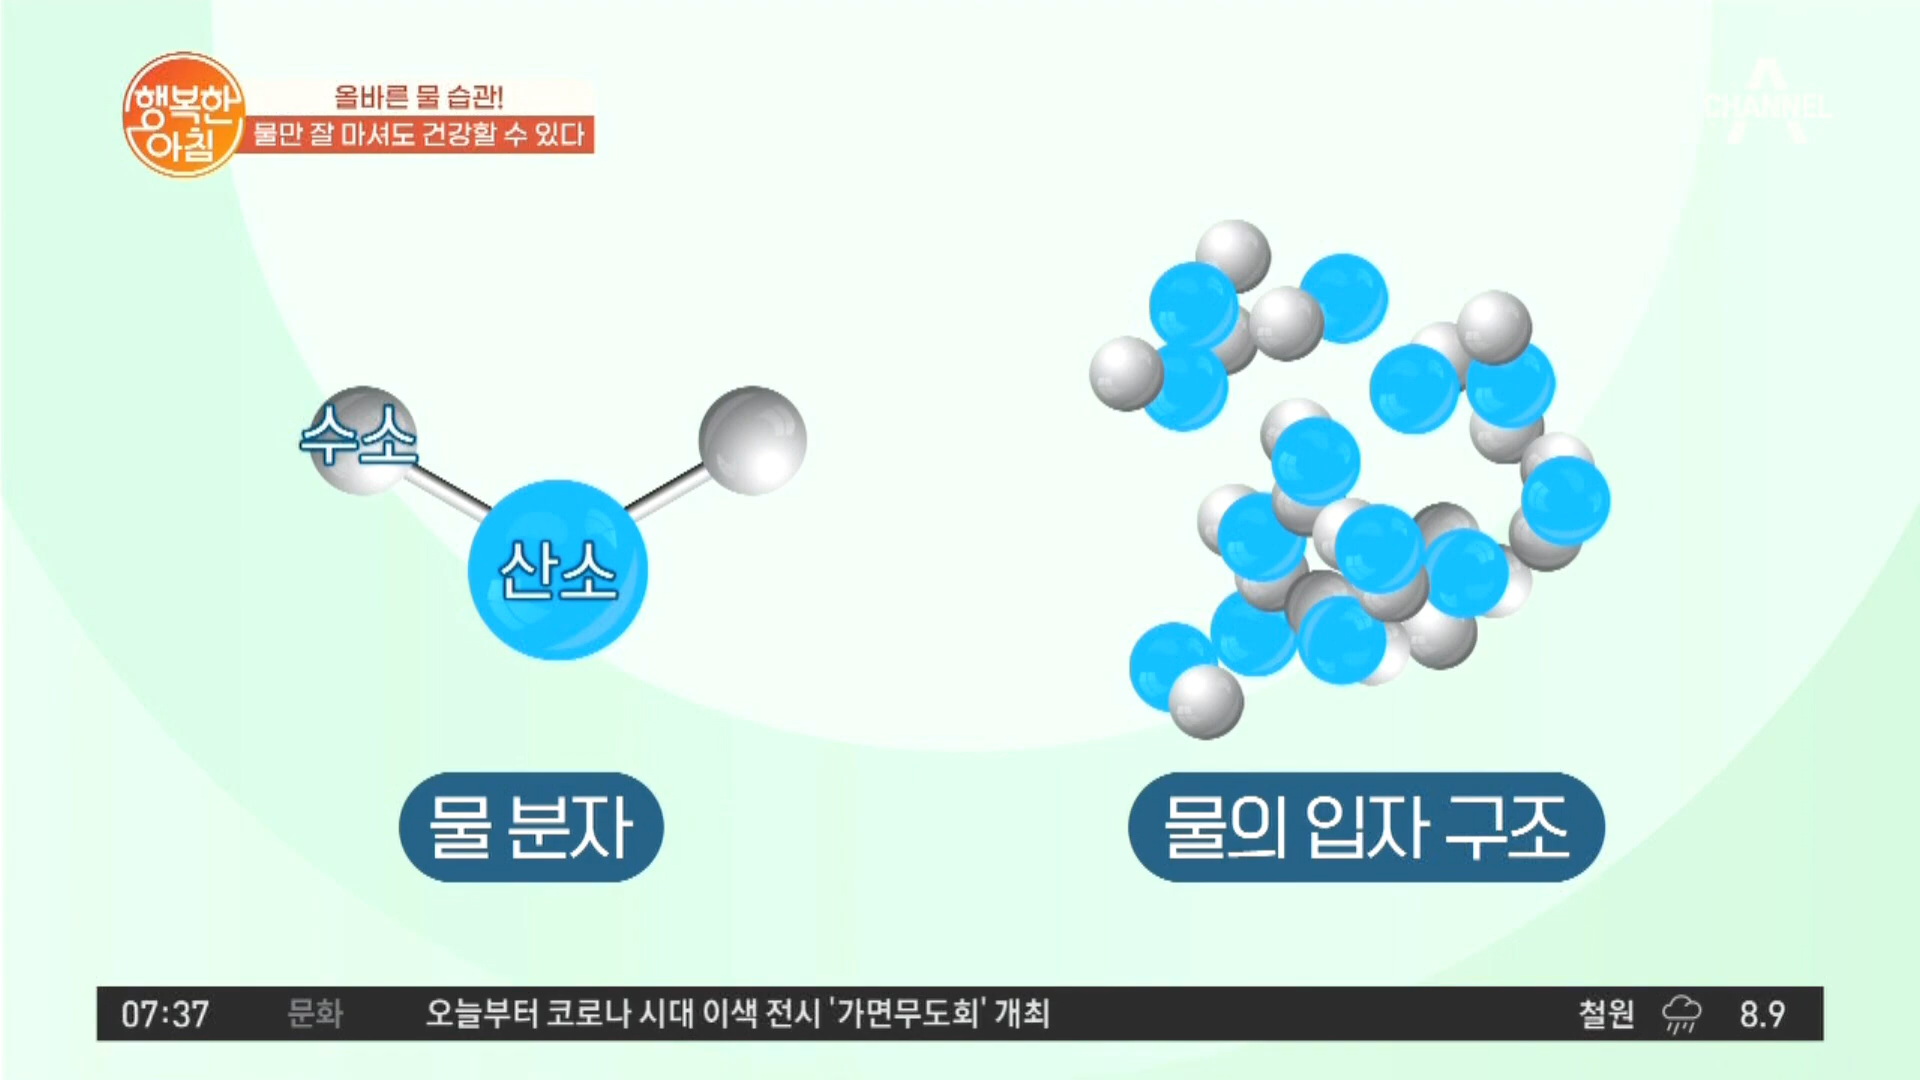 행복한
아침
올바른 물 습관!
물만 잘 마셔도 건강할 수 있다
CHANNEL
수소
산소
물 분자
물의 입자 구조
07:37 문화 오늘부터 코로나 시대 이색 전시 '가면무도회' 개최 철원 8.9